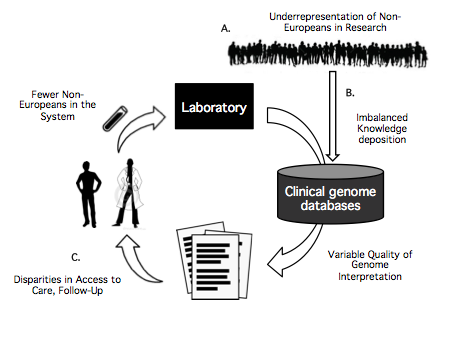 A.
Underrepresentation of Non-
Europeans in Research
Fewer Non-
Europeans in the
System
Laboratory
B.
Imbalanced
Knowledge
deposition
Clinical genome
databases
Variable Quality of
Genome
Interpretation
C.
Disparities in Access to
Care, Follow-Up